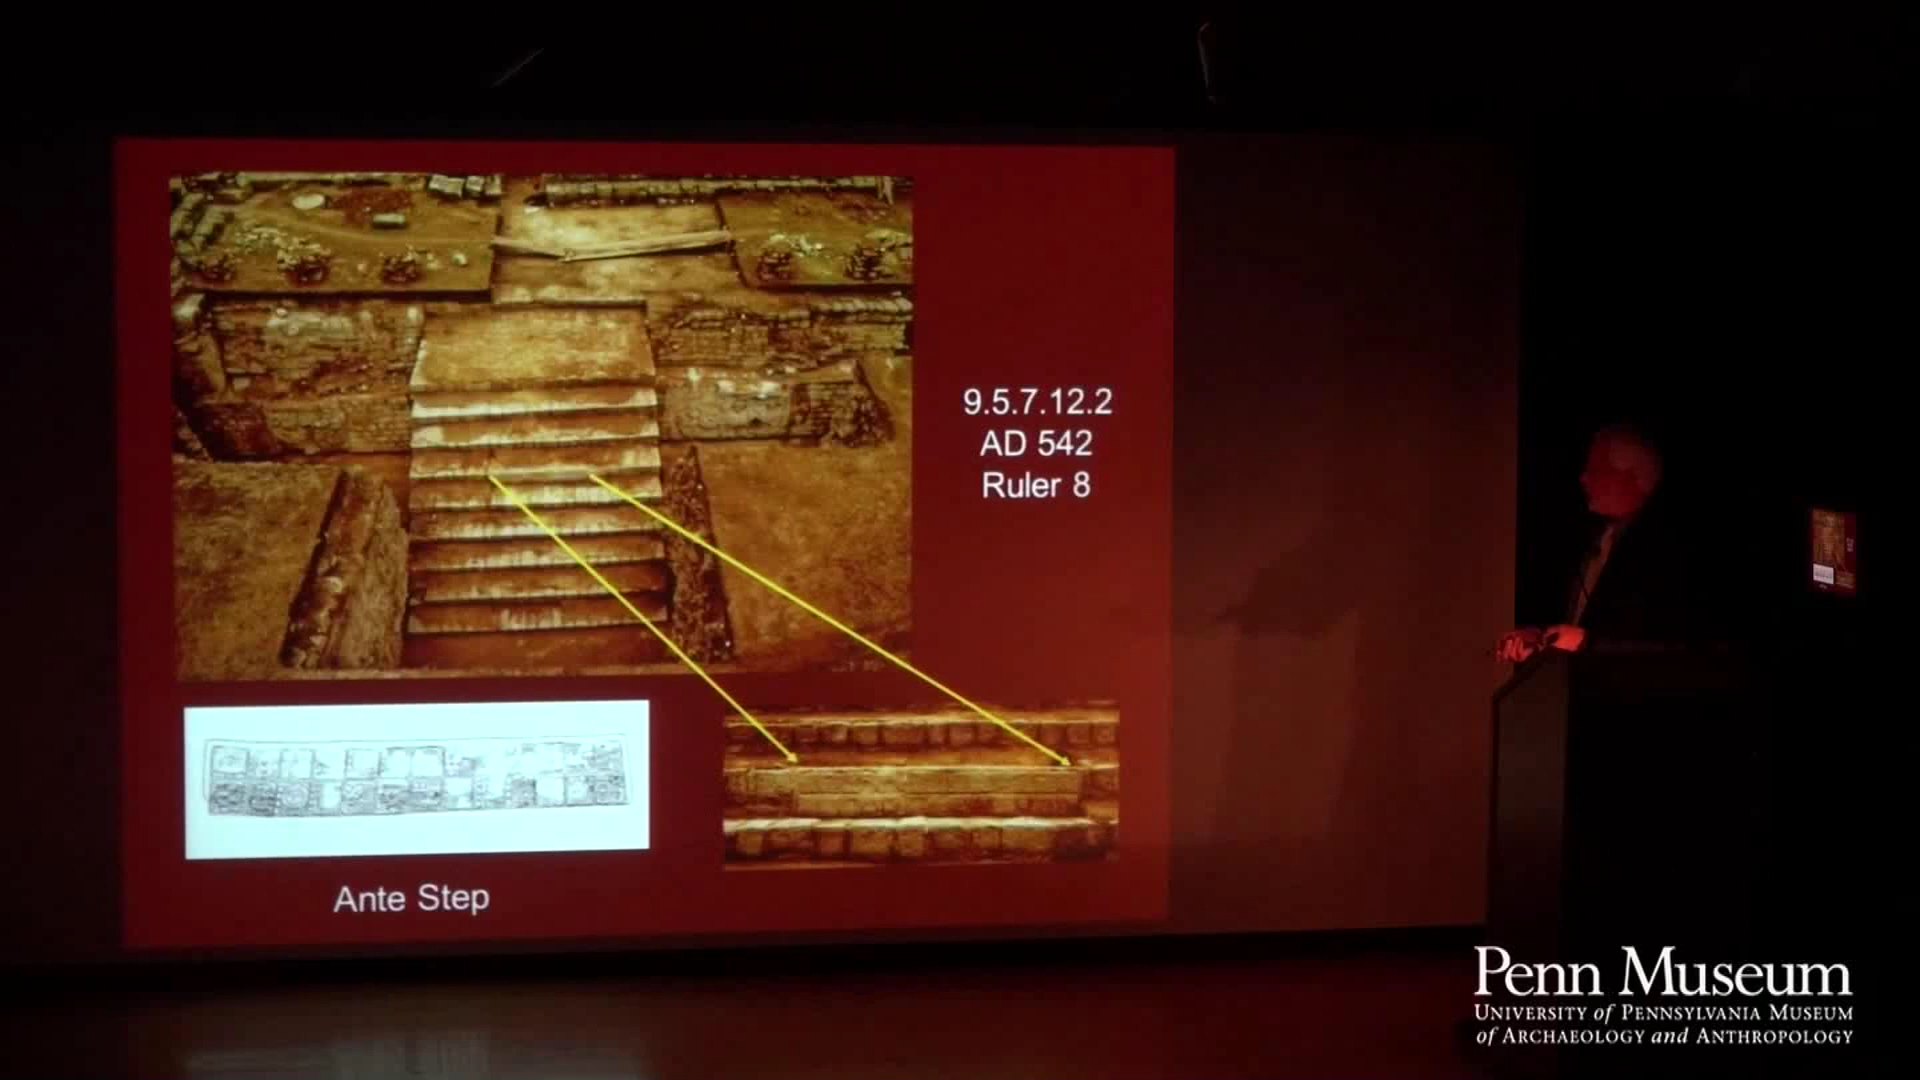 9.5.7.12.2
AD 542
Ruler 8
Ante Step
Penn Museum
University of Pennsylvania Museum
of Archaeology and Anthropology